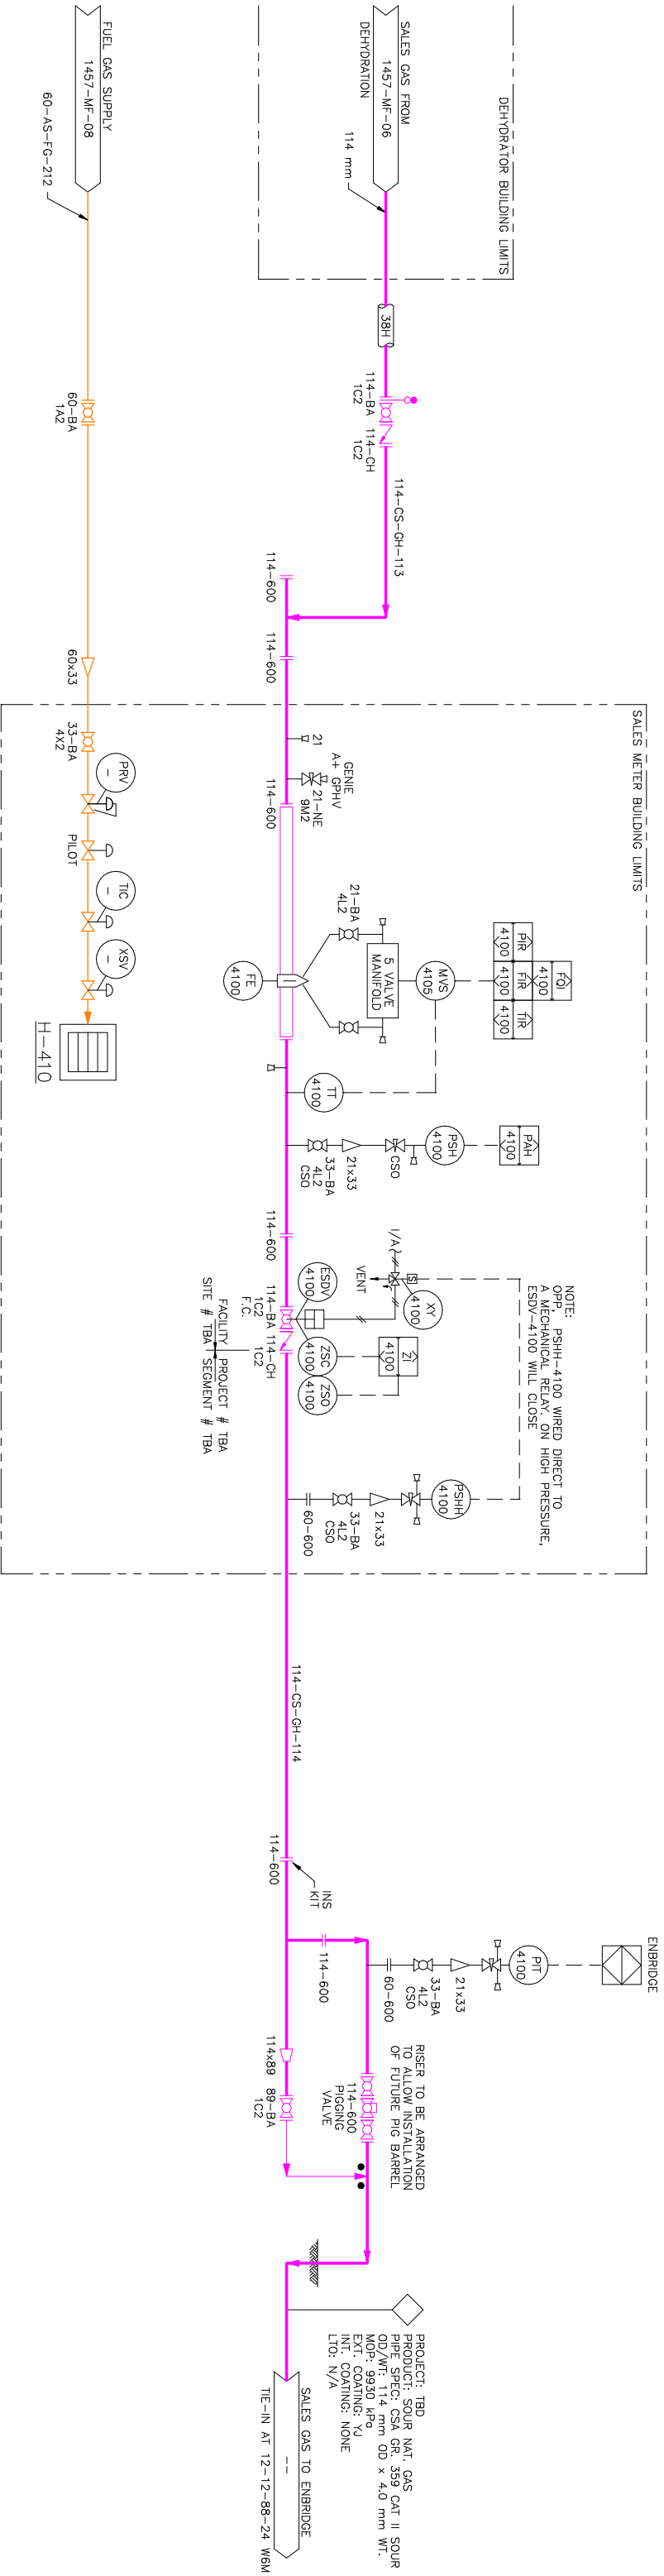 SALES GAS FROM
DEHYDRATION
1457-MF-06
114 mm
DEHYDRATOR BUILDING LIMITS
38H
114-BA
1C2
114-CH
1C2
114-CS-GH-113
FUEL GAS SUPPLY
1457-MF-08
60-AS-FG-212
60-BA
1A2
60x33
114-600
114-600
SALES METER BUILDING LIMITS
33-BA
4X2
PRV
-
PILOT
TIC
-
XSV
-
H-410
21
GENIE
A+ GPHV
21-NE
9M2
114-600
21-BA
4L2
5 VALVE
MANIFOLD
FE
4100
MVS
4105
PIR
4100
FIR
4100
TIR
4100
FQI
4100
TT
4100
33-BA
4L2
CSO
21x33
CSO
PSH
4100
PAH
4100
114-600
I/A
VENT
S
XY
4100
ESDV
4100
114-BA
1C2
F.C.
114-CH
1C2
ZSC
4100
ZSO
4100
ZI
4100
FACILITY PROJECT # TBA
SITE # TBA SEGMENT # TBA
NOTE:
OPP, PSHH-4100 WIRED DIRECT TO
A MECHANICAL RELAY. ON HIGH PRESSURE,
ESDV-4100 WILL CLOSE
PSHH
4100
21x33
33-BA
4L2
CSO
60-600
114-CS-GH-114
114-600
INS
KIT
114-600
ENBRIDGE
PIT
4100
21x33
33-BA
4L2
CSO
60-600
114x89
89-BA
1C2
114-600
PIGGING
VALVE
RISER TO BE ARRANGED
TO ALLOW INSTALLATION
OF FUTURE PIG BARREL
PROJECT: TBD
PRODUCT: SOUR NAT. GAS
PIPE SPEC: CSA GR. 359 CAT II SOUR
OD/WT: 114 mm OD x 4.0 mm WT.
MOP: 9930 kPa
EXT. COATING: YJ
INT. COATING: NONE
LTO: N/A
SALES GAS TO ENBRIDGE
--
TIE-IN AT 12-12-88-24 W6M